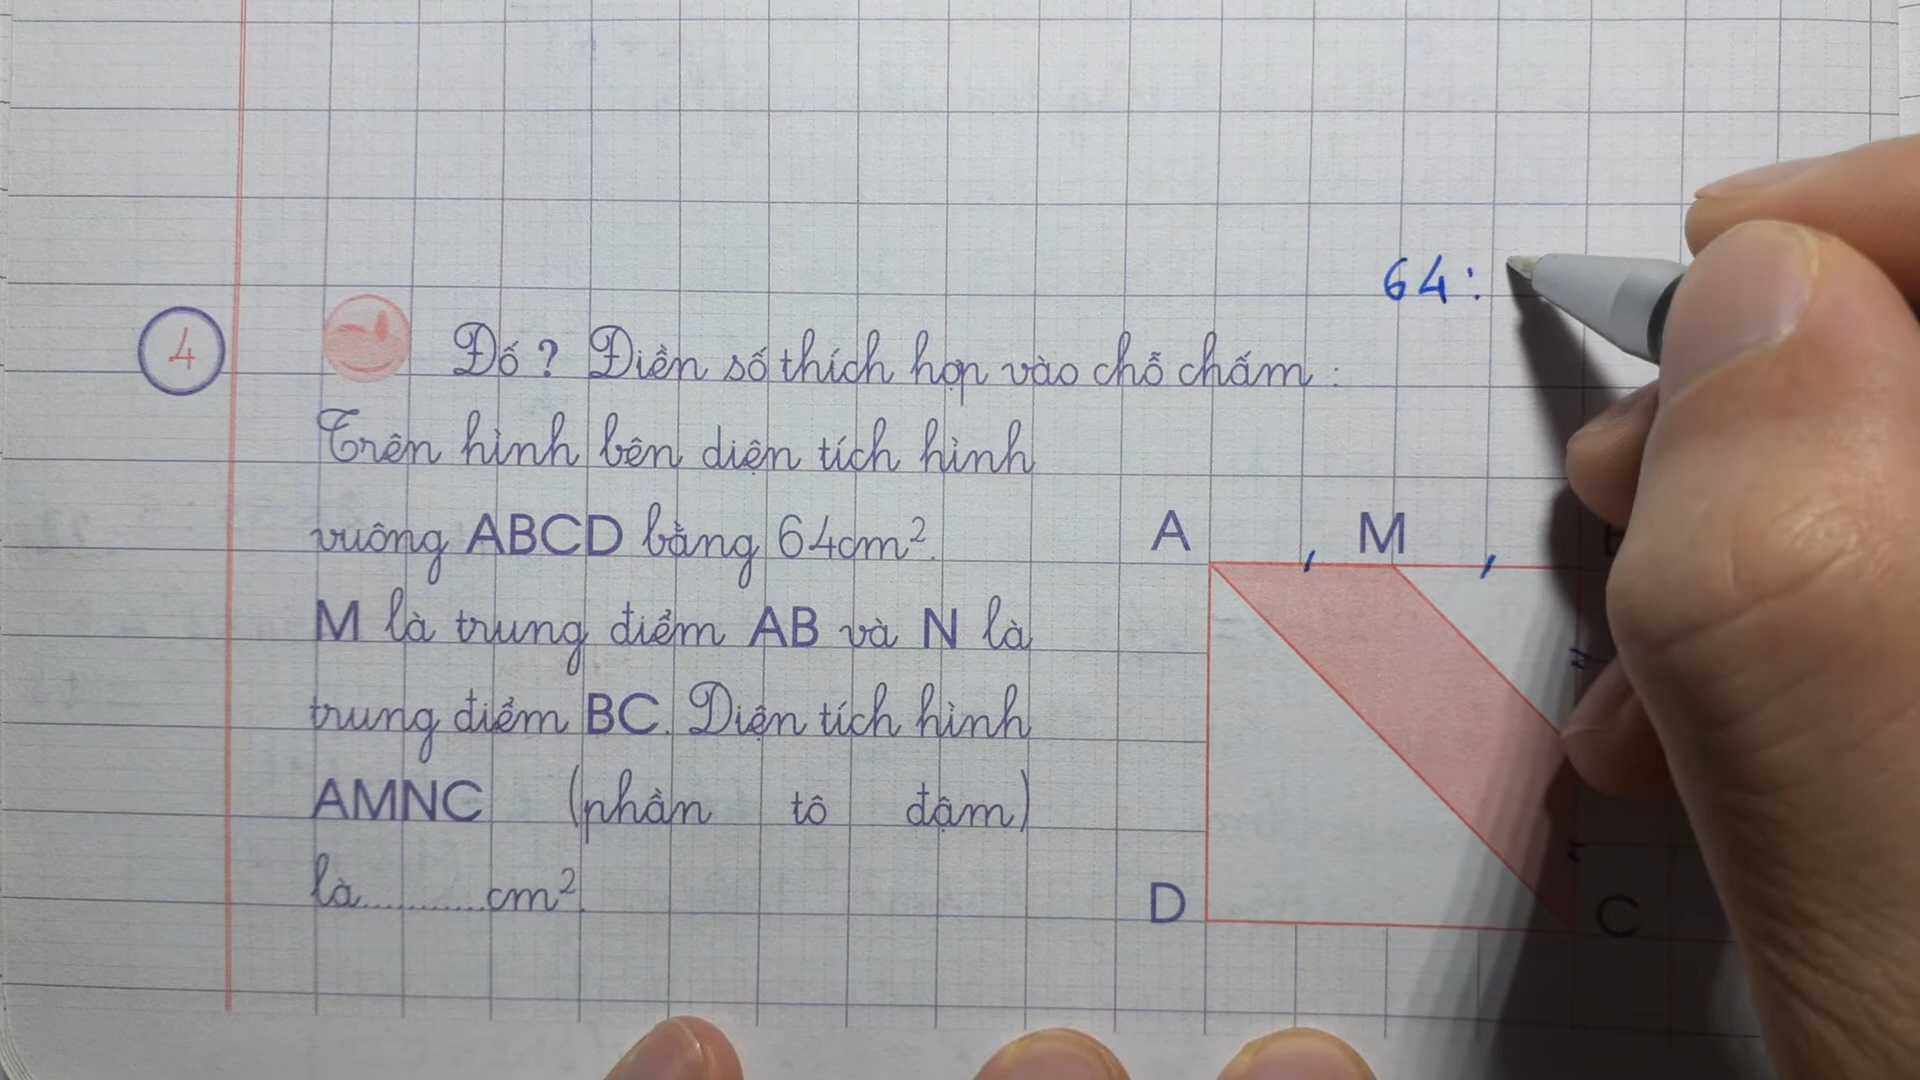 64:
4
Đố? Điền số thích hợp vào chỗ chấm:
Trên hình bên diện tích hình
vuông ABCD bằng 64cm².
M là trung điểm AB và N là
trung điểm BC. Diện tích hình
AMNC (phần tô đậm)
là...........cm².
A M
D C